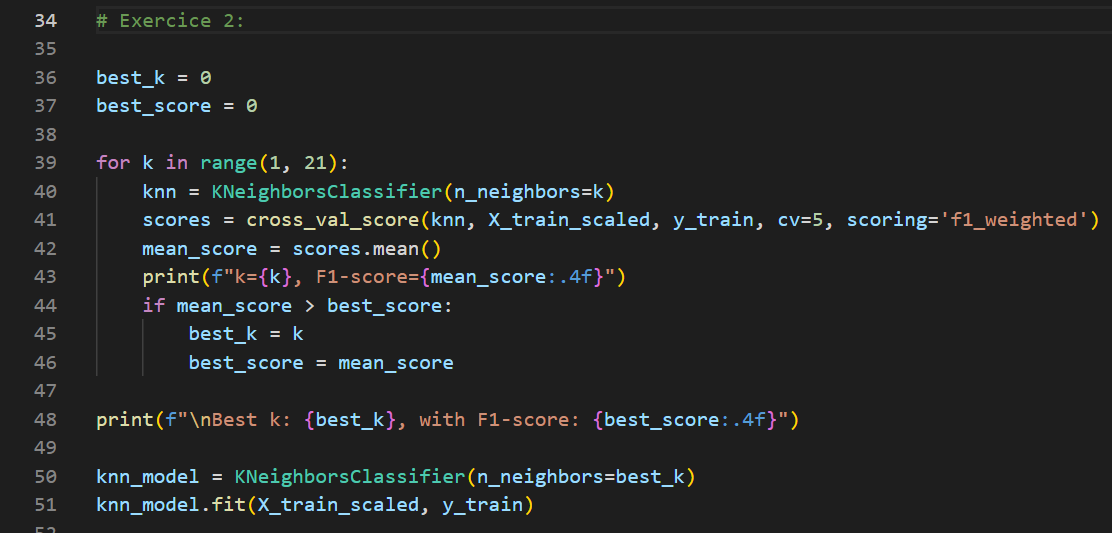 34 # Exercice 2:
35
36 best_k = 0
37 best_score = 0
38
39 for k in range(1, 21):
40     knn = KNeighborsClassifier(n_neighbors=k)
41     scores = cross_val_score(knn, X_train_scaled, y_train, cv=5, scoring='f1_weighted')
42     mean_score = scores.mean()
43     print(f"k={k}, F1-score={mean_score:.4f}")
44     if mean_score > best_score:
45         best_k = k
46         best_score = mean_score
47
48 print(f"\nBest k: {best_k}, with F1-score: {best_score:.4f}")
49
50 knn_model = KNeighborsClassifier(n_neighbors=best_k)
51 knn_model.fit(X_train_scaled, y_train)
52